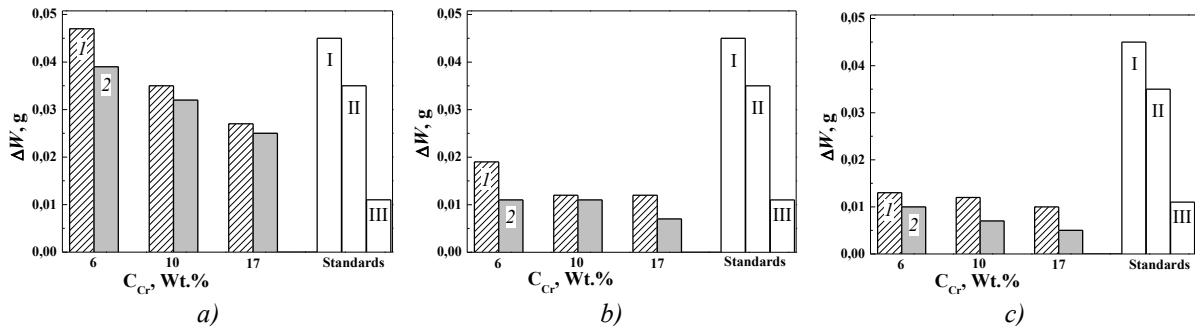 0,05
0,04
0,03
0,02
0,01
0,00
ΔW, g
1
2
I
II
III
6
10
17
Standards
C_Cr, Wt.%
a)
0,05
0,04
0,03
0,02
0,01
0,00
ΔW, g
1
2
I
II
III
6
10
17
Standards
C_Cr, Wt.%
b)
0,05
0,04
0,03
0,02
0,01
0,00
ΔW, g
1
2
I
II
III
6
10
17
Standards
C_Cr, Wt.%
c)